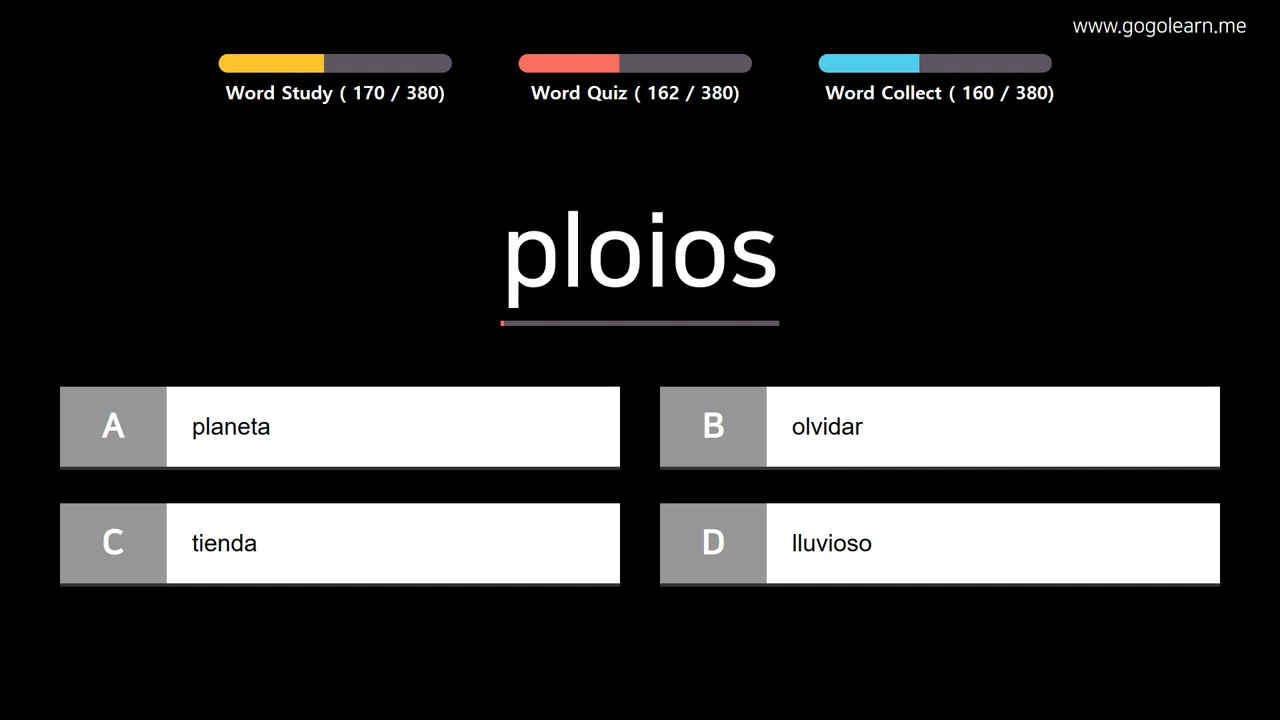 www.gogolearn.me
Word Study ( 170 / 380)
Word Quiz ( 162 / 380)
Word Collect ( 160 / 380)
ploios
A planeta
B olvidar
C tienda
D lluvioso